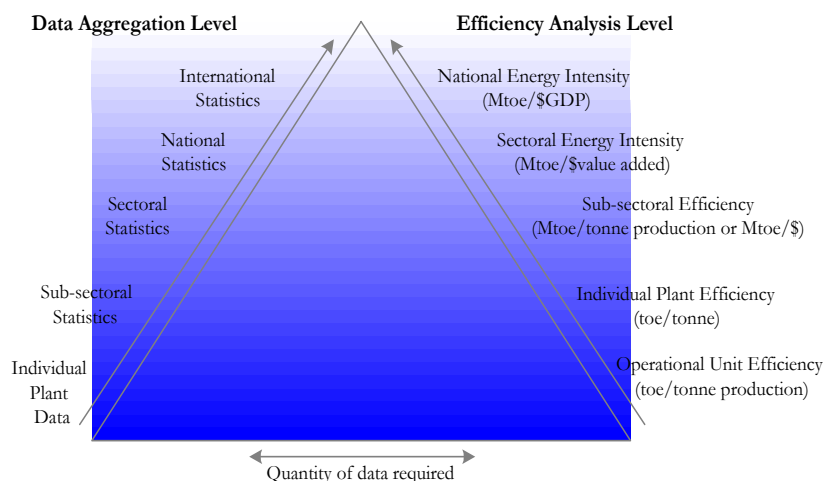 Data Aggregation Level
Efficiency Analysis Level
International
Statistics
National Energy Intensity
(Mtoe/$GDP)
National
Statistics
Sectoral Energy Intensity
(Mtoe/$value added)
Sectoral
Statistics
Sub-sectoral Efficiency
(Mtoe/tonne production or Mtoe/$)
Sub-sectoral
Statistics
Individual Plant Efficiency
(toe/tonne)
Individual
Plant
Data
Operational Unit Efficiency
(toe/tonne production)
Quantity of data required